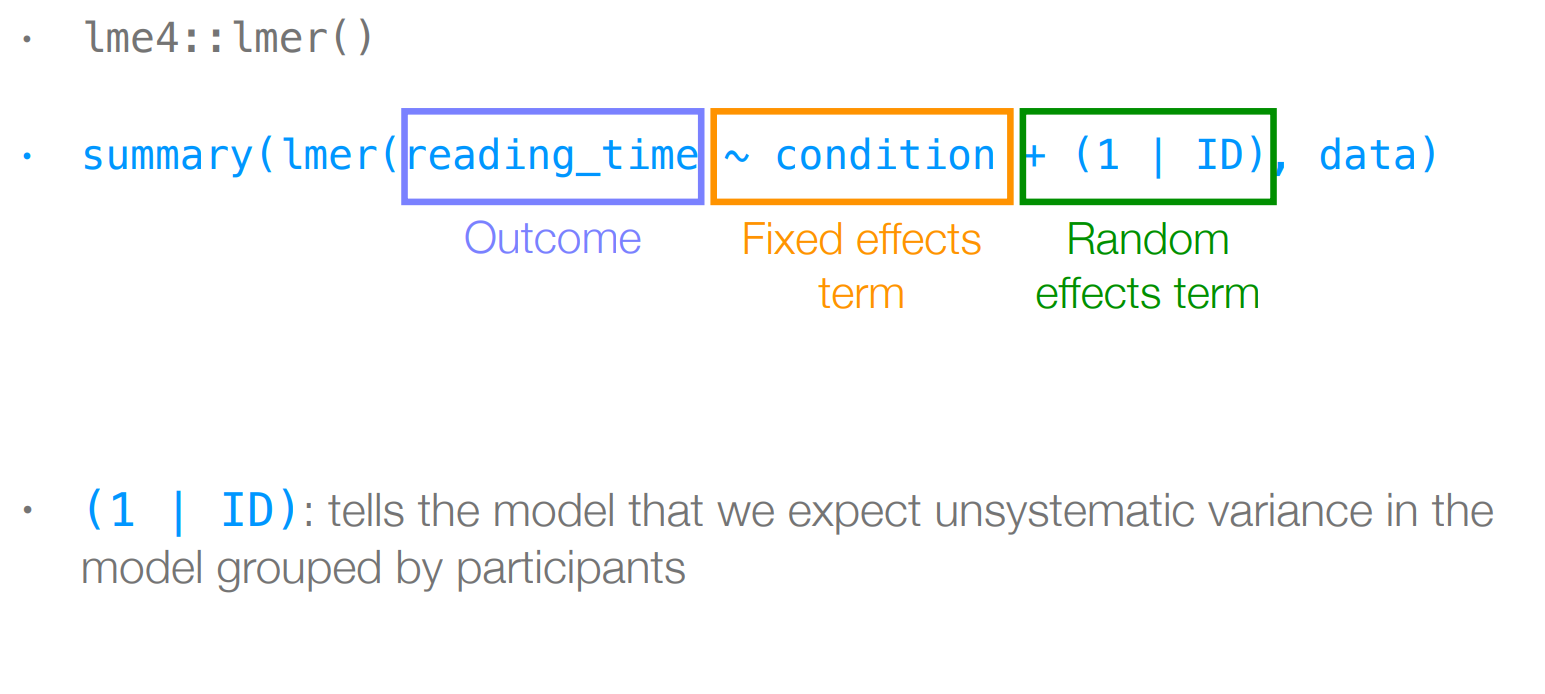 · lme4::lmer()
· summary(lmer(reading_time ~ condition + (1 | ID), data)
Outcome
Fixed effects
term
Random
effects term
· (1 | ID): tells the model that we expect unsystematic variance in the
model grouped by participants